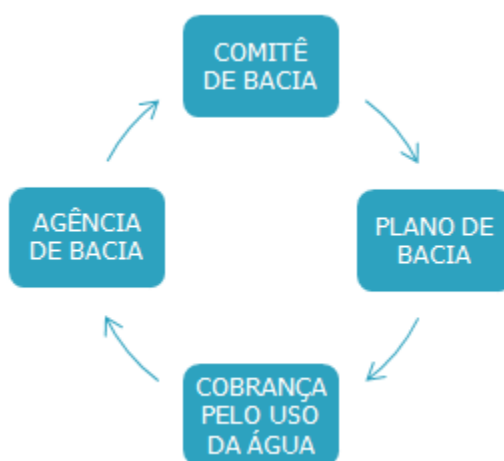 COMITÊ
DE BACIA
PLANO DE
BACIA
COBRANÇA
PELO USO
DA ÁGUA
AGÊNCIA
DE BACIA